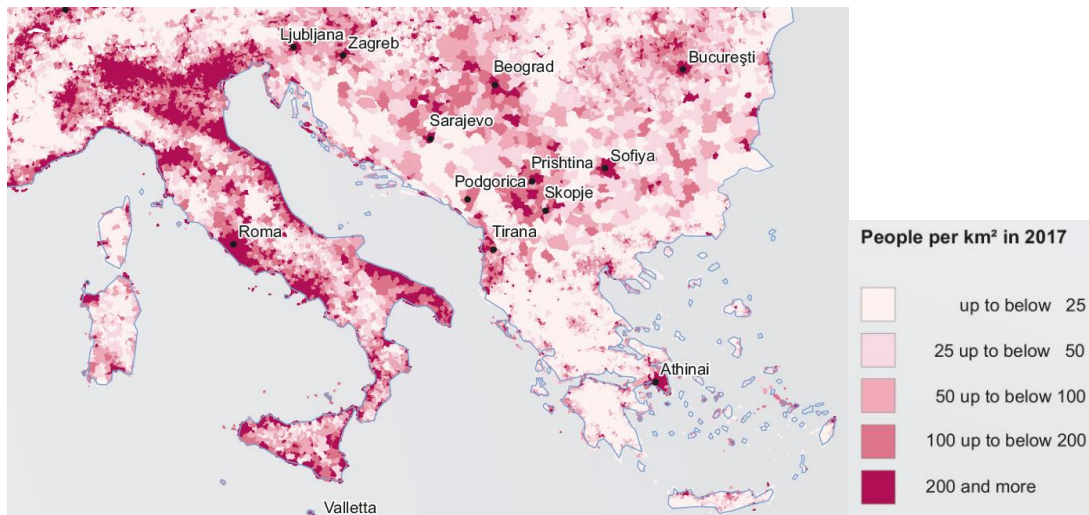 Ljubljana
Zagreb
Beograd
Bucureşti
Sarajevo
Prishtina
Sofiya
Podgorica
Skopje
Roma
Tirana
Athinai
Valletta
People per km² in 2017
up to below 25
25 up to below 50
50 up to below 100
100 up to below 200
200 and more